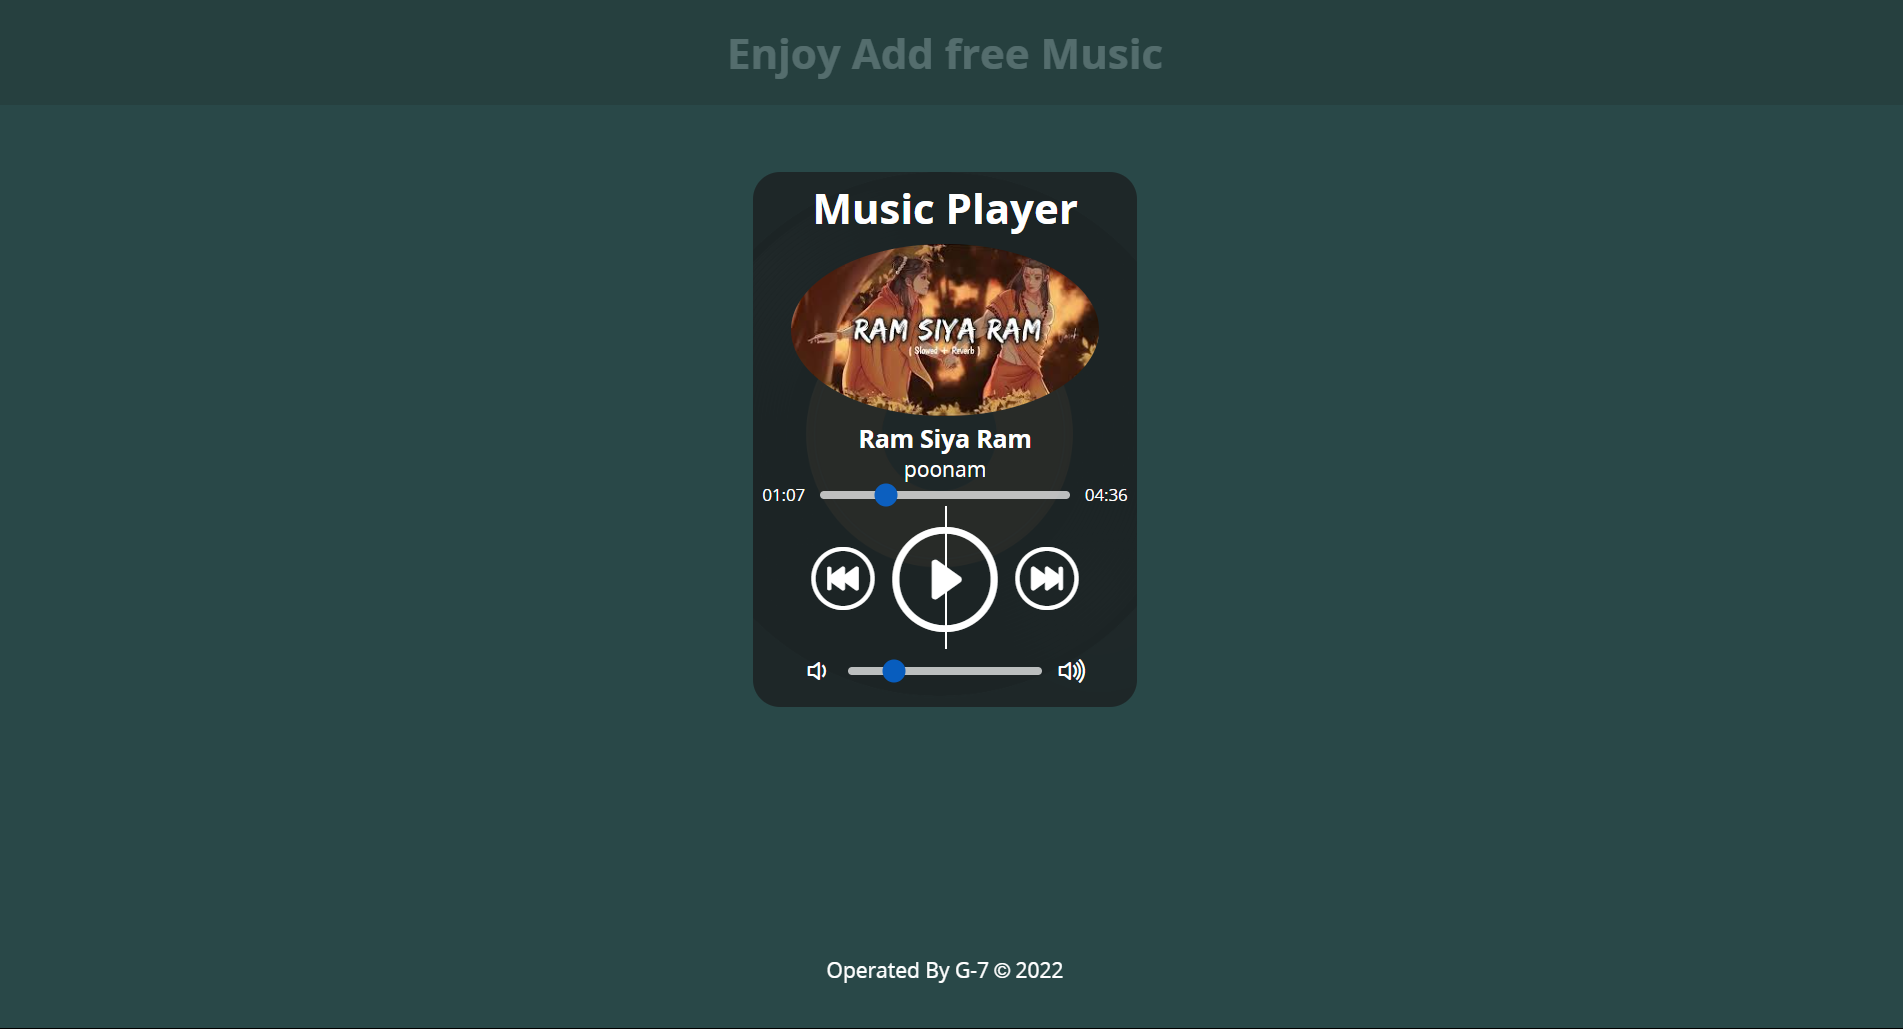 Enjoy Add free Music
Music Player
RAM SIYA RAM
( Slowed + Reverb )
Ram Siya Ram
poonam
01:07 04:36
Operated By G-7 © 2022